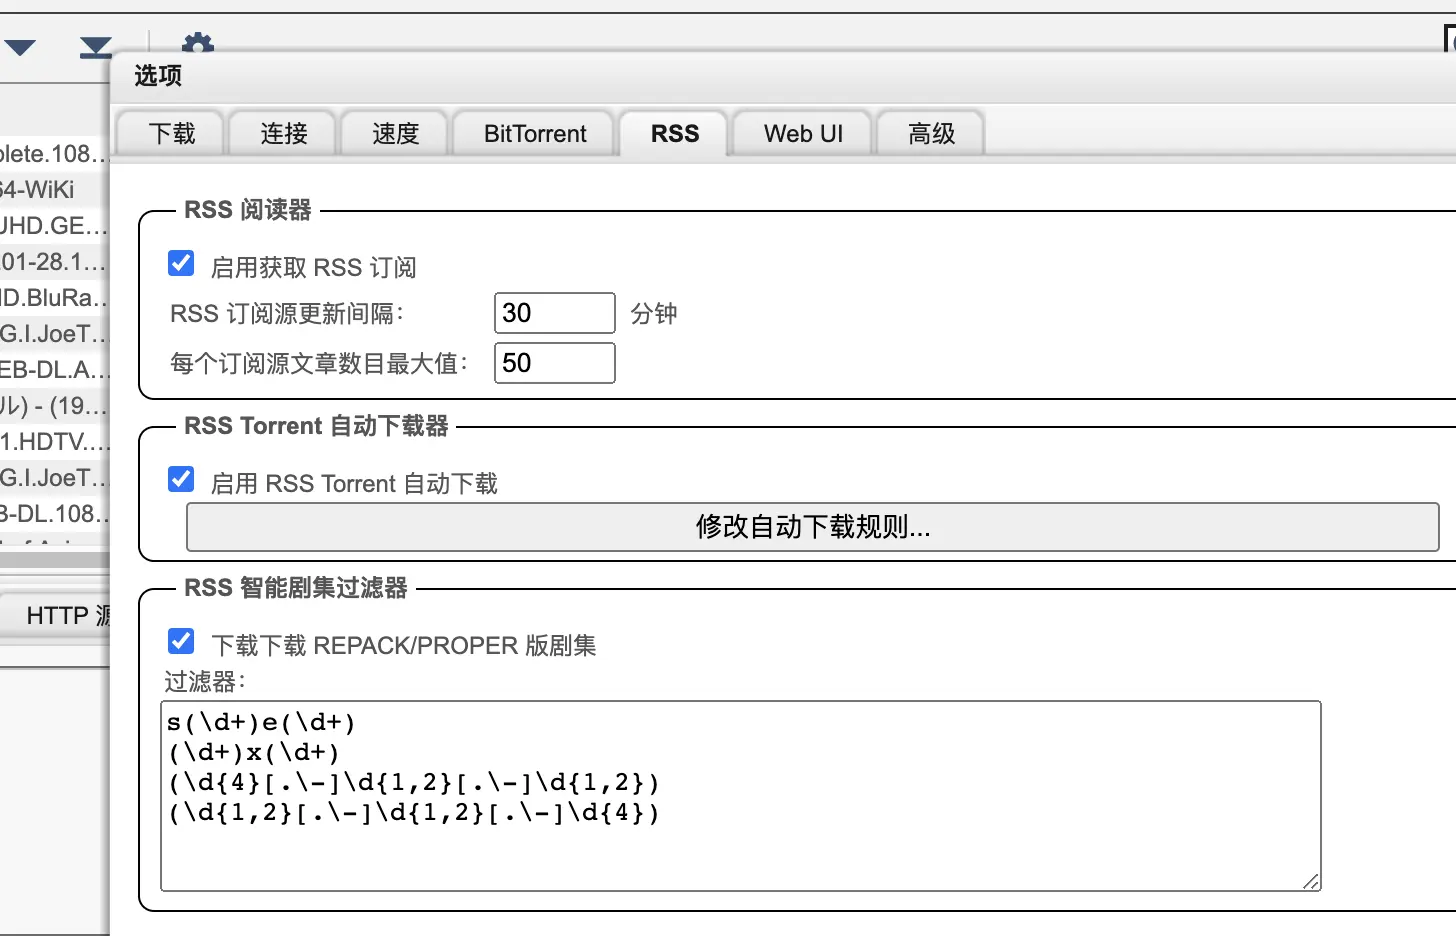 选项
下载 连接 速度 BitTorrent RSS Web UI 高级
plete.108...
64-WiKi
UHD.GE...
.01-28.1...
HD.BluRa...
G.I.JoeT...
EB-DL.A...
ル) - (19...
1.HDTV....
G.I.JoeT...
B-DL.108...
HTTP 源
RSS 阅读器
启用获取 RSS 订阅
RSS 订阅源更新间隔： 30 分钟
每个订阅源文章数目最大值： 50
RSS Torrent 自动下载器
启用 RSS Torrent 自动下载
修改自动下载规则...
RSS 智能剧集过滤器
下载下载 REPACK/PROPER 版剧集
过滤器：
s(\d+)e(\d+)
(\d+)x(\d+)
(\d{4}[.\-]\d{1,2}[.\-]\d{1,2})
(\d{1,2}[.\-]\d{1,2}[.\-]\d{4})